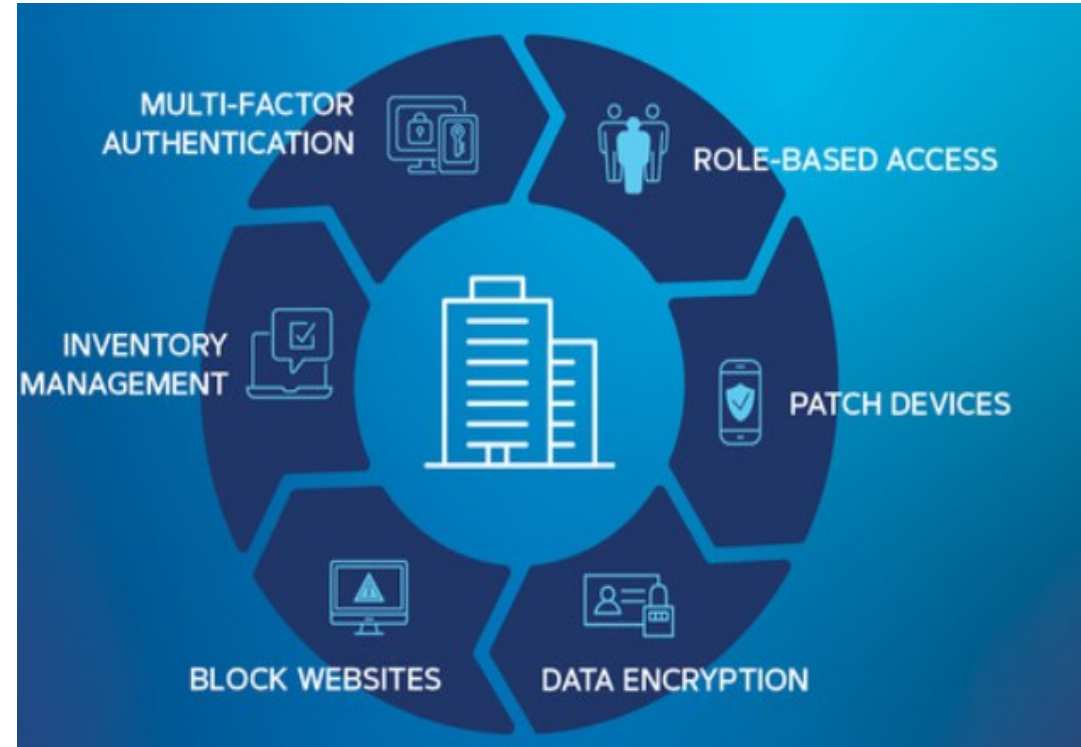 MULTI-FACTOR
AUTHENTICATION
ROLE-BASED ACCESS
INVENTORY
MANAGEMENT
PATCH DEVICES
BLOCK WEBSITES
DATA ENCRYPTION